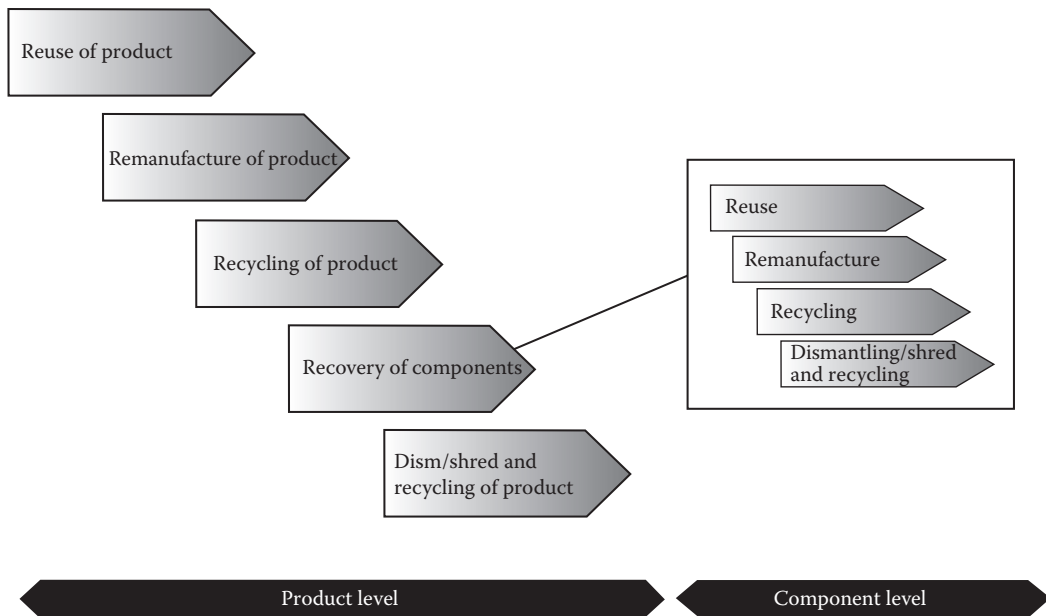 Reuse of product
Remanufacture of product
Recycling of product
Recovery of components
Dism/shred and
recycling of product
Reuse
Remanufacture
Recycling
Dismantling/shred
and recycling
Product level
Component level